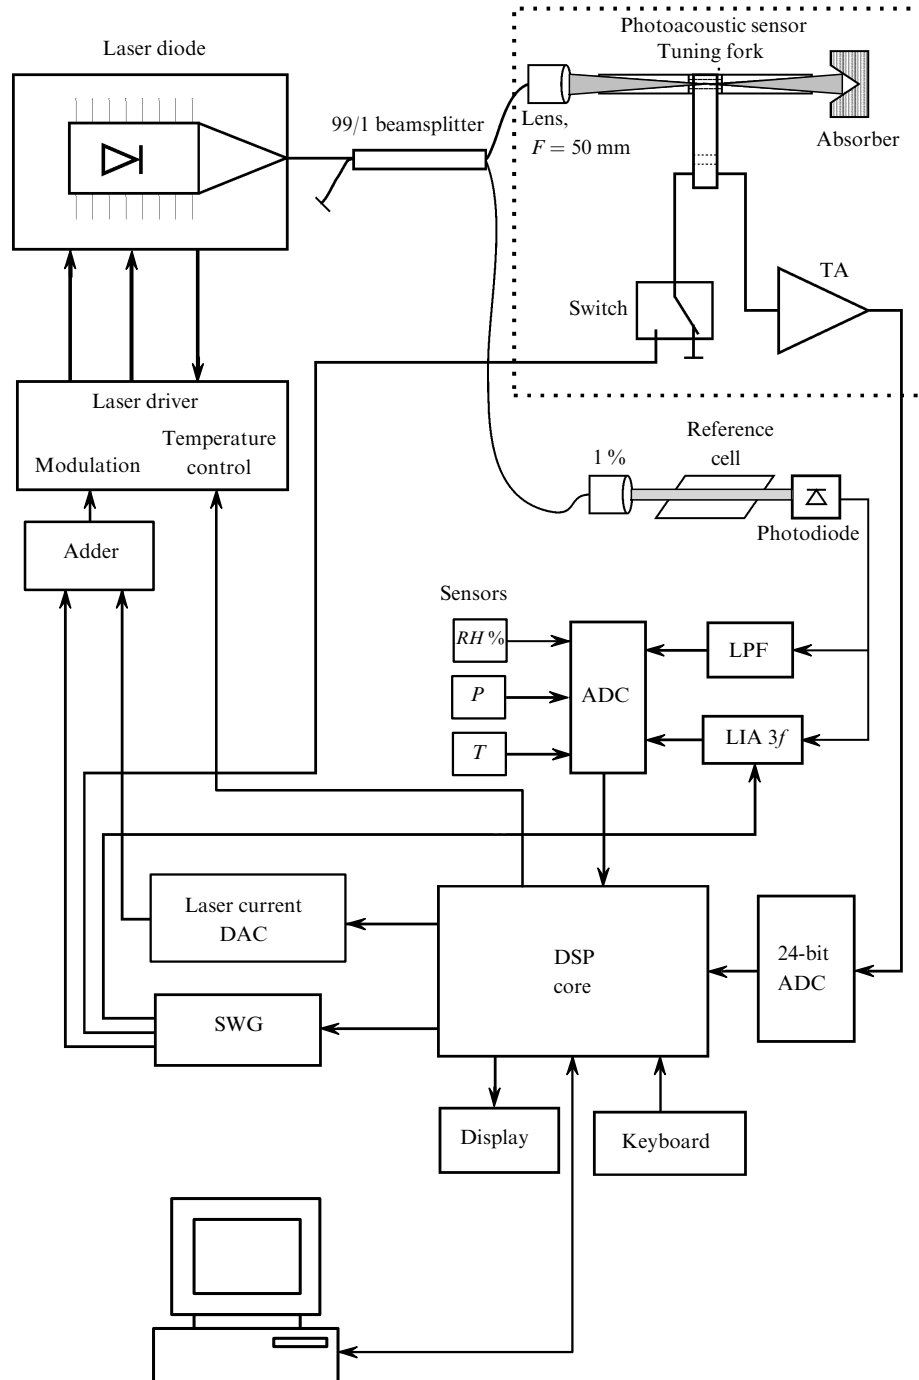 Photoacoustic sensor
Tuning fork
Laser diode
99/1 beamsplitter
Lens,
F = 50 mm
Absorber
TA
Switch
Laser driver
Temperature
control
Modulation
Reference
cell
1 %
Photodiode
Adder
Sensors
RH %
P
T
ADC
LPF
LIA 3f
Laser current
DAC
DSP
core
24-bit
ADC
SWG
Display
Keyboard